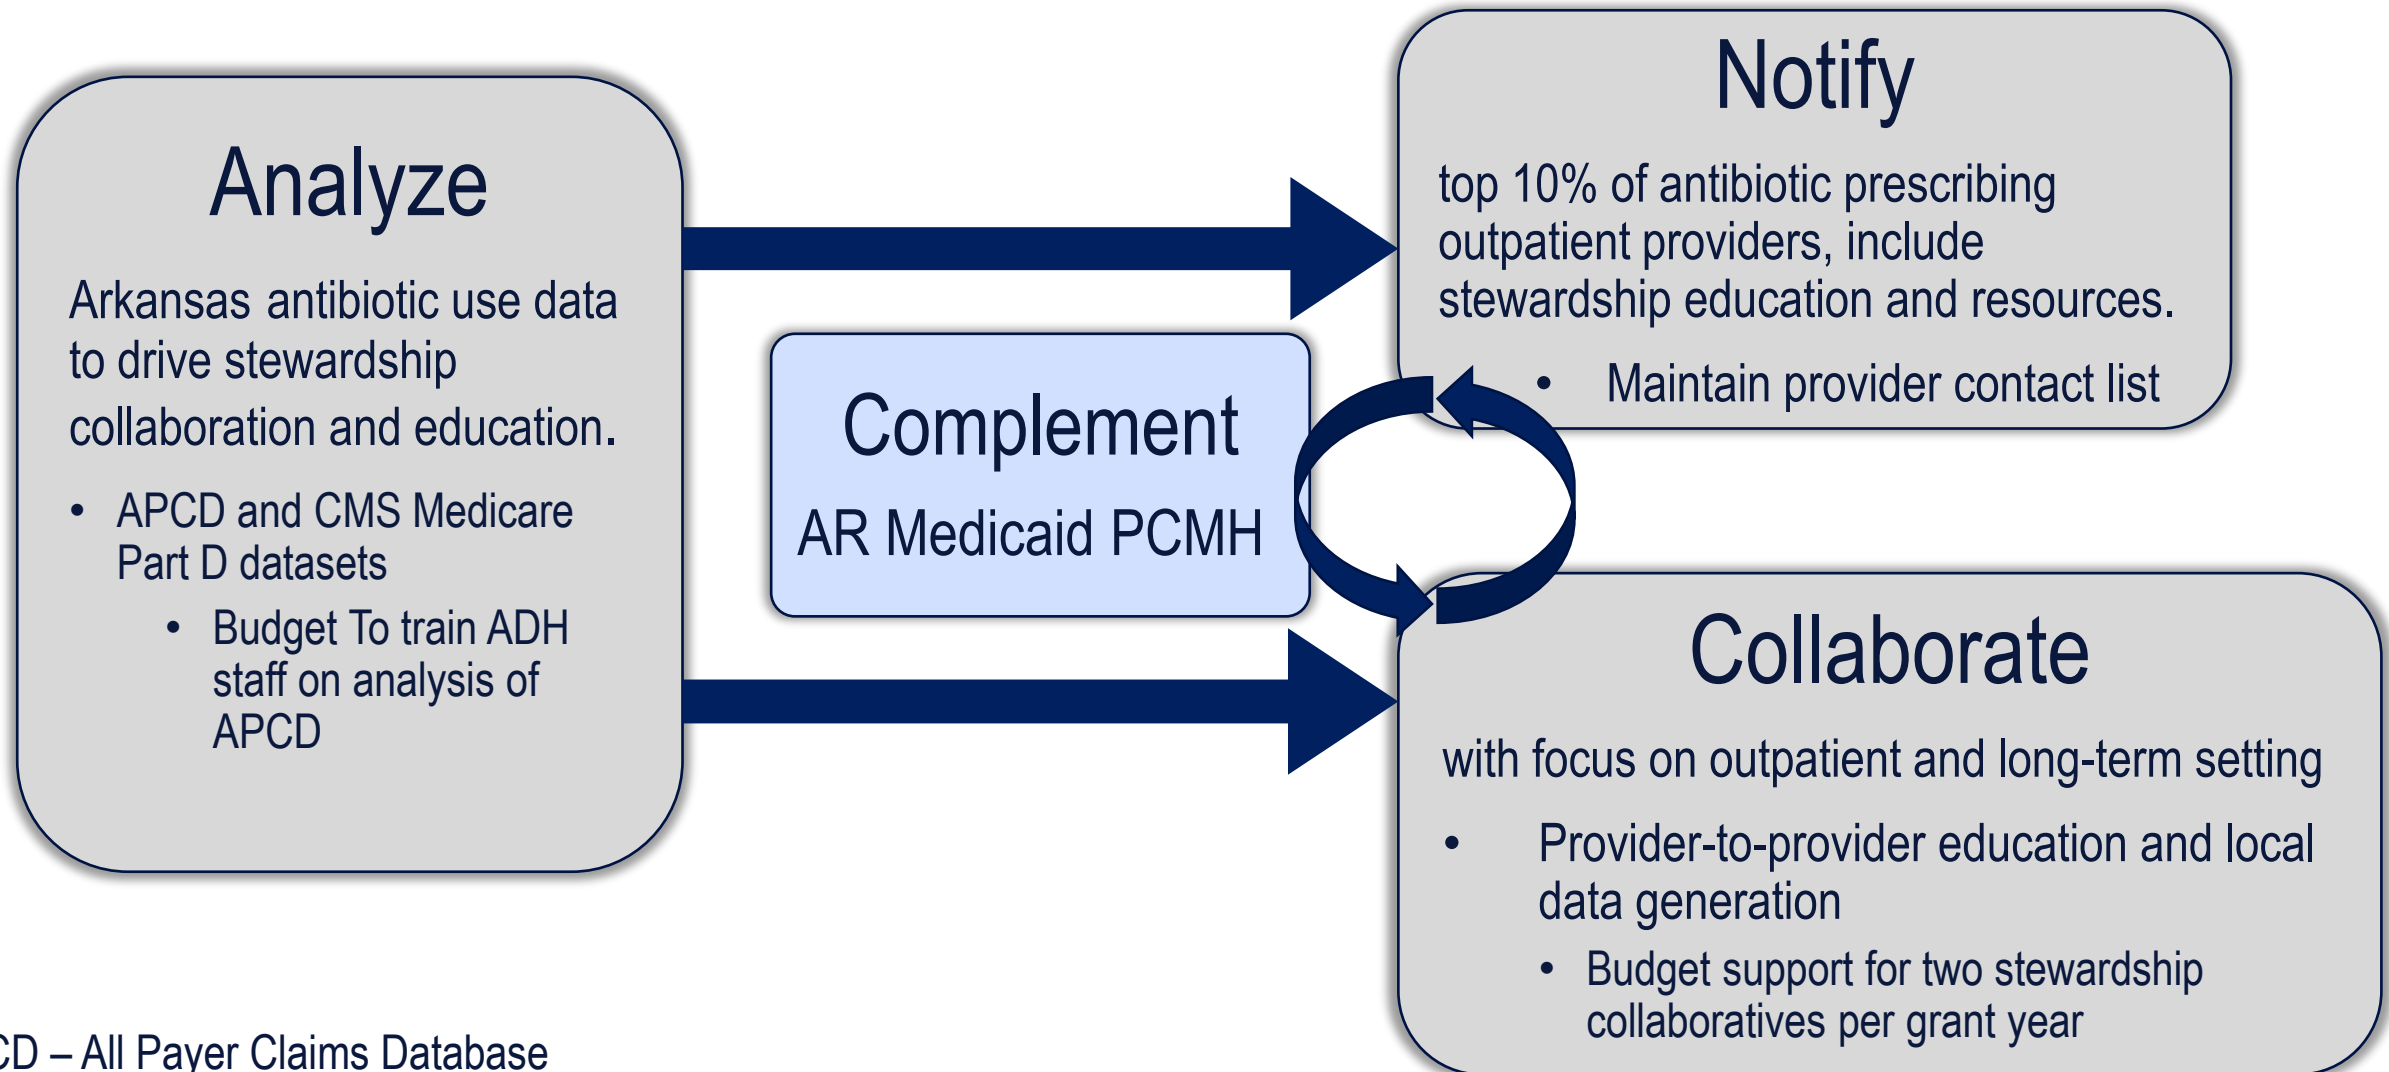 Analyze
Arkansas antibiotic use data
to drive stewardship
collaboration and education.
• APCD and CMS Medicare
Part D datasets
• Budget To train ADH
staff on analysis of
APCD
Complement
AR Medicaid PCMH
Notify
top 10% of antibiotic prescribing
outpatient providers, include
stewardship education and resources.
• Maintain provider contact list
Collaborate
with focus on outpatient and long-term setting
• Provider-to-provider education and local
data generation
• Budget support for two stewardship
collaboratives per grant year
CD – All Payer Claims Database